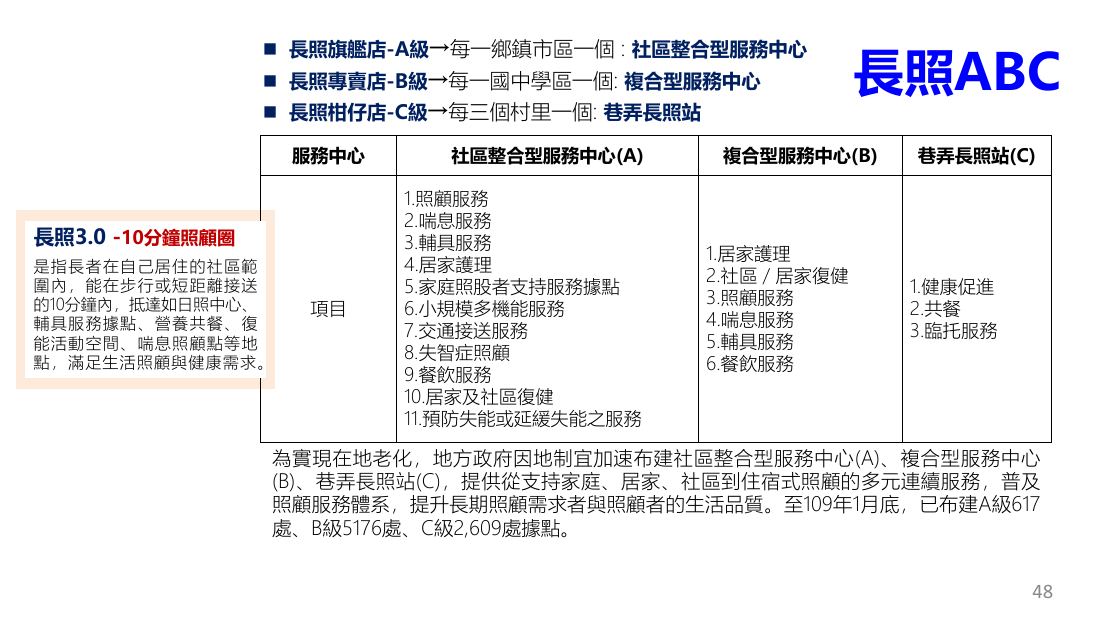 ■ 長照旗艦店-A級→每一鄉鎮市區一個 : 社區整合型服務中心
■ 長照專賣店-B級→每一國中學區一個: 複合型服務中心
■ 長照柑仔店-C級→每三個村里一個: 巷弄長照站
長照ABC
服務中心
社區整合型服務中心(A)
複合型服務中心(B)
巷弄長照站(C)
項目
1.照顧服務
2.喘息服務
3.輔具服務
4.居家護理
5.家庭照股者支持服務據點
6.小規模多機能服務
7.交通接送服務
8.失智症照顧
9.餐飲服務
10.居家及社區復健
11.預防失能或延緩失能之服務
1.居家護理
2.社區 / 居家復健
3.照顧服務
4.喘息服務
5.輔具服務
6.餐飲服務
1.健康促進
2.共餐
3.臨托服務
長照3.0 -10分鐘照顧圈
是指長者在自己居住的社區範
圍內，能在步行或短距離接送
的10分鐘內，抵達如日照中心、
輔具服務據點、營養共餐、復
能活動空間、喘息照顧點等地
點，滿足生活照顧與健康需求。
為實現在地老化，地方政府因地制宜加速布建社區整合型服務中心(A)、複合型服務中心
(B)、巷弄長照站(C)，提供從支持家庭、居家、社區到住宿式照顧的多元連續服務，普及
照顧服務體系，提升長期照顧需求者與照顧者的生活品質。至109年1月底，已布建A級617
處、B級5176處、C級2,609處據點。
48